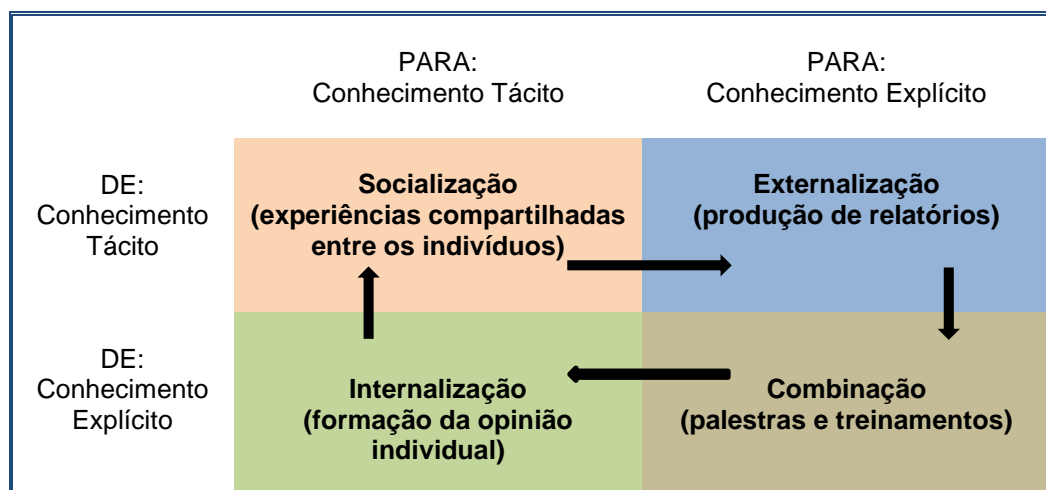 PARA:
Conhecimento Tácito
PARA:
Conhecimento Explícito
DE:
Conhecimento
Tácito
Socialização
(experiências compartilhadas
entre os indivíduos)
Externalização
(produção de relatórios)
DE:
Conhecimento
Explícito
Internalização
(formação da opinião
individual)
Combinação
(palestras e treinamentos)